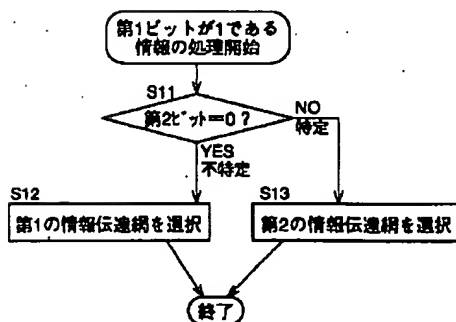 第1ビットが1である
情報の処理開始
S11
第2ビット=0?
NO
特定
YES
不特定
S12
第1の情報伝達網を選択
S13
第2の情報伝達網を選択
終了